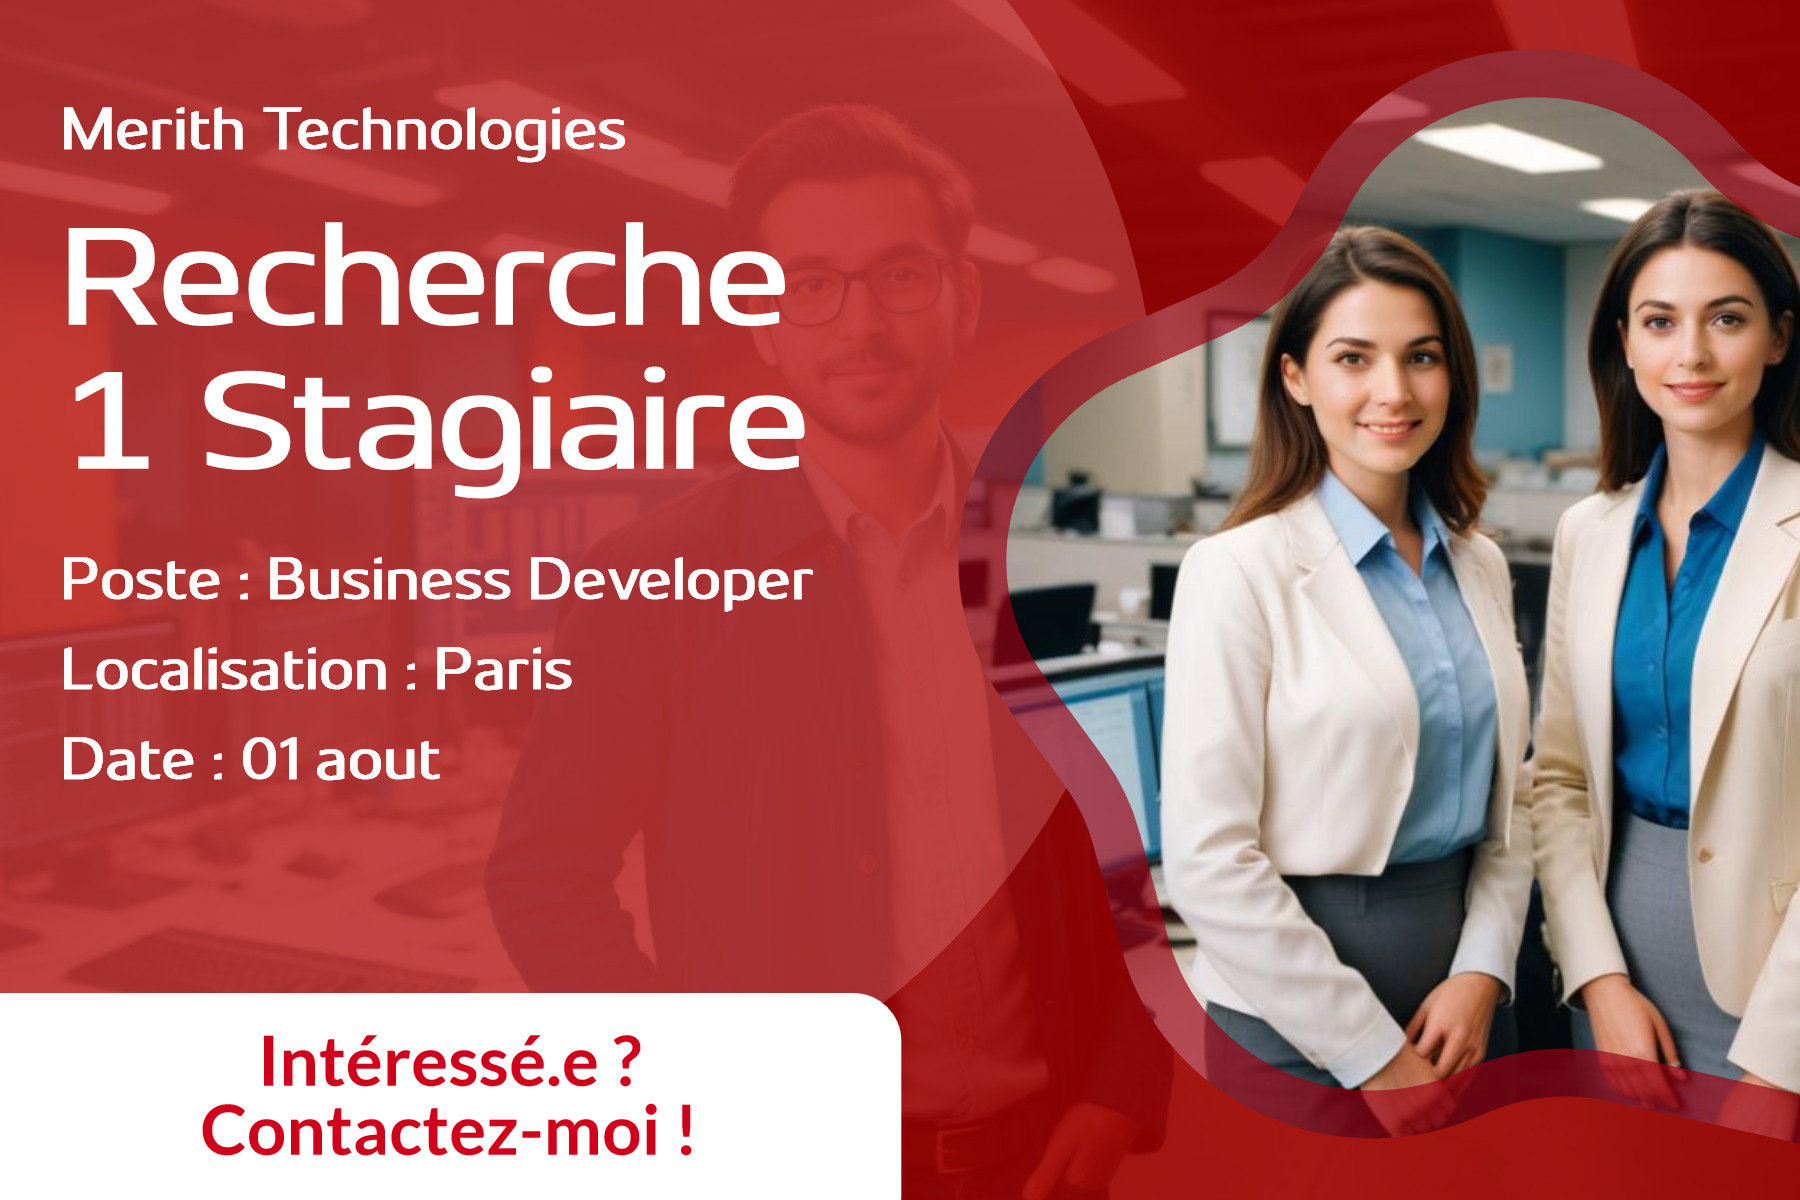 Merith Technologies
Recherche
1 Stagiaire
Poste : Business Developer
Localisation : Paris
Date : 01 aout
Intéressé.e ?
Contactez-moi !